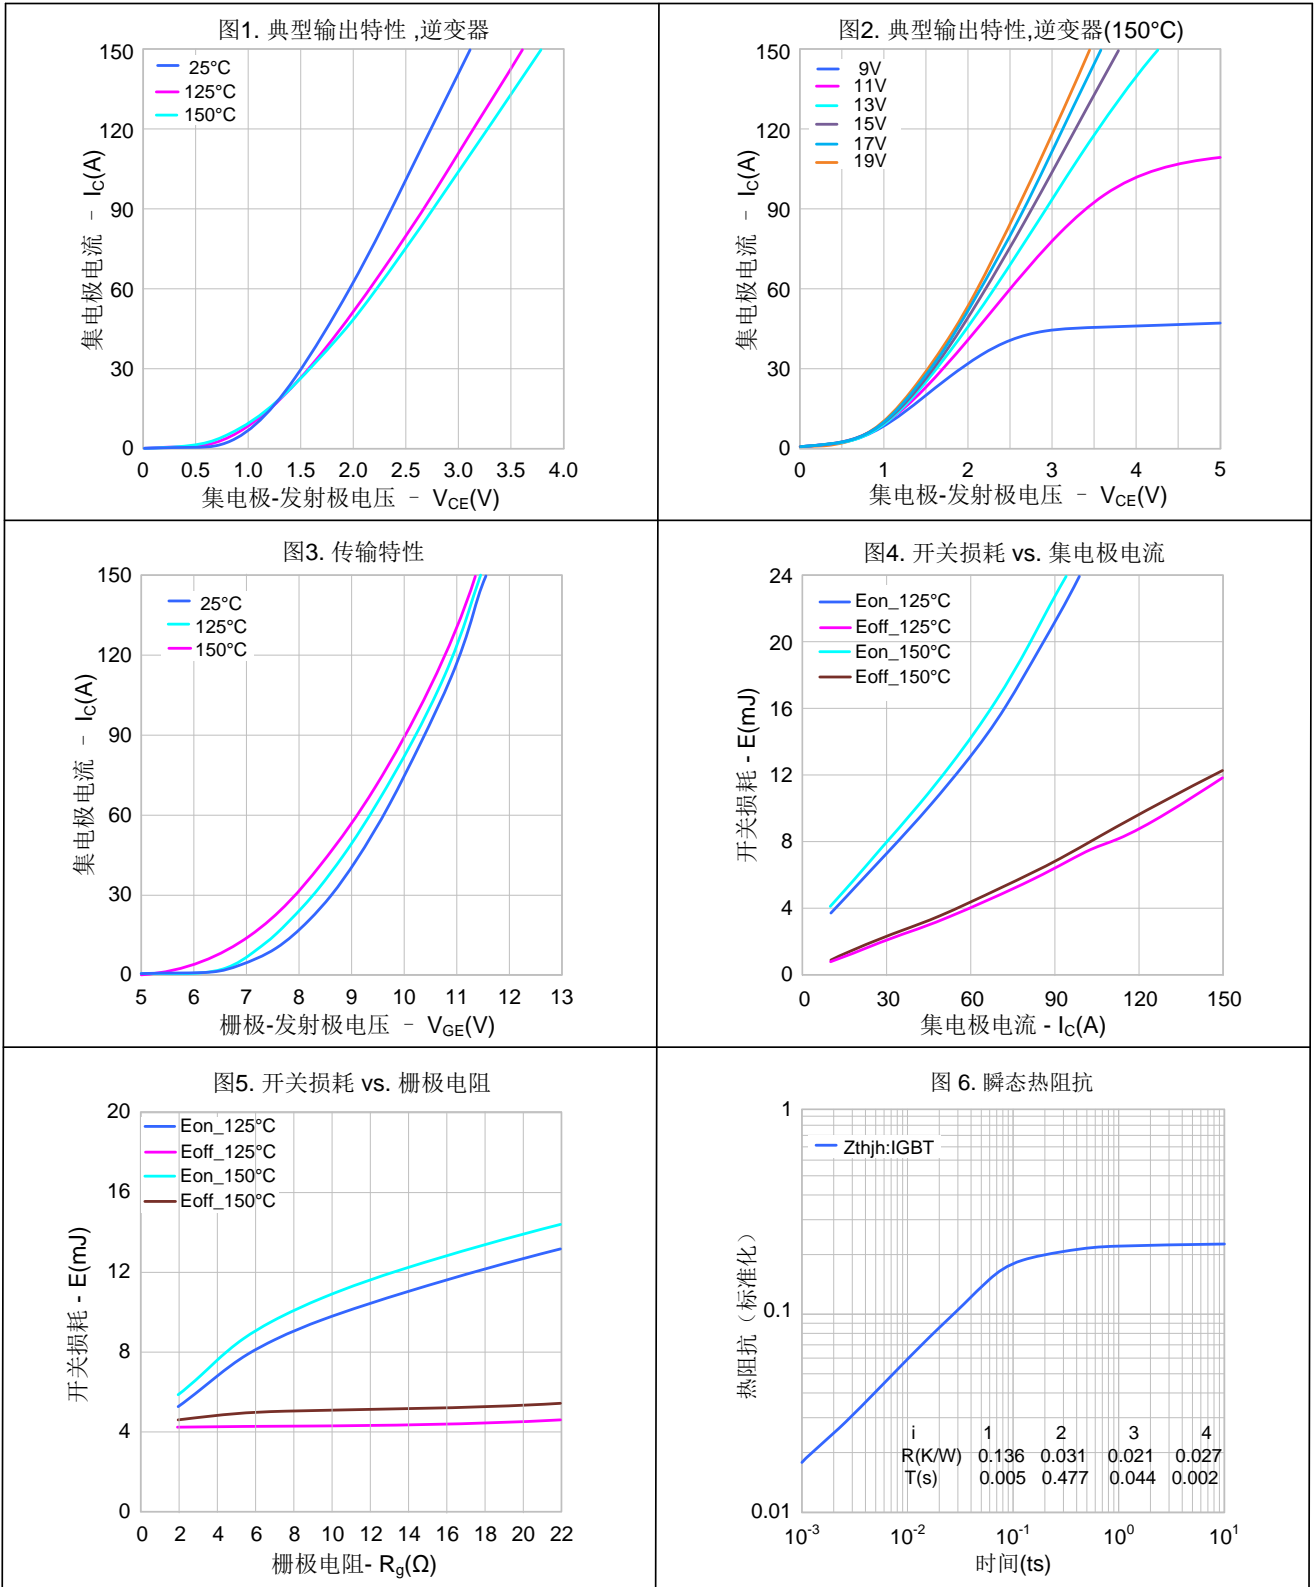 图1. 典型输出特性 ,逆变器
150
120
90
60
30
0
25°C
125°C
150°C
集电极电流 - IC(A)
0 0.5 1.0 1.5 2.0 2.5 3.0 3.5 4.0
集电极-发射极电压 - VCE(V)
图2. 典型输出特性,逆变器(150°C)
150
120
90
60
30
0
9V
11V
13V
15V
17V
19V
集电极电流 - IC(A)
0 1 2 3 4 5
集电极-发射极电压 - VCE(V)
图3. 传输特性
150
120
90
60
30
0
25°C
125°C
150°C
集电极电流 - IC(A)
5 6 7 8 9 10 11 12 13
栅极-发射极电压 - VGE(V)
图4. 开关损耗 vs. 集电极电流
24
20
16
12
8
4
0
Eon_125°C
Eoff_125°C
Eon_150°C
Eoff_150°C
开关损耗 - E(mJ)
0 30 60 90 120 150
集电极电流 - IC(A)
图5. 开关损耗 vs. 栅极电阻
20
16
12
8
4
0
Eon_125°C
Eoff_125°C
Eon_150°C
Eoff_150°C
开关损耗 - E(mJ)
0 2 4 6 8 10 12 14 16 18 20 22
栅极电阻- Rg(Ω)
图 6. 瞬态热阻抗
1
0.1
0.01
Zthjh:IGBT
热阻抗（标准化）
i 1 2 3 4
R(K/W) 0.136 0.031 0.021 0.027
T(s) 0.005 0.477 0.044 0.002
10-3 10-2 10-1 100 101
时间(ts)